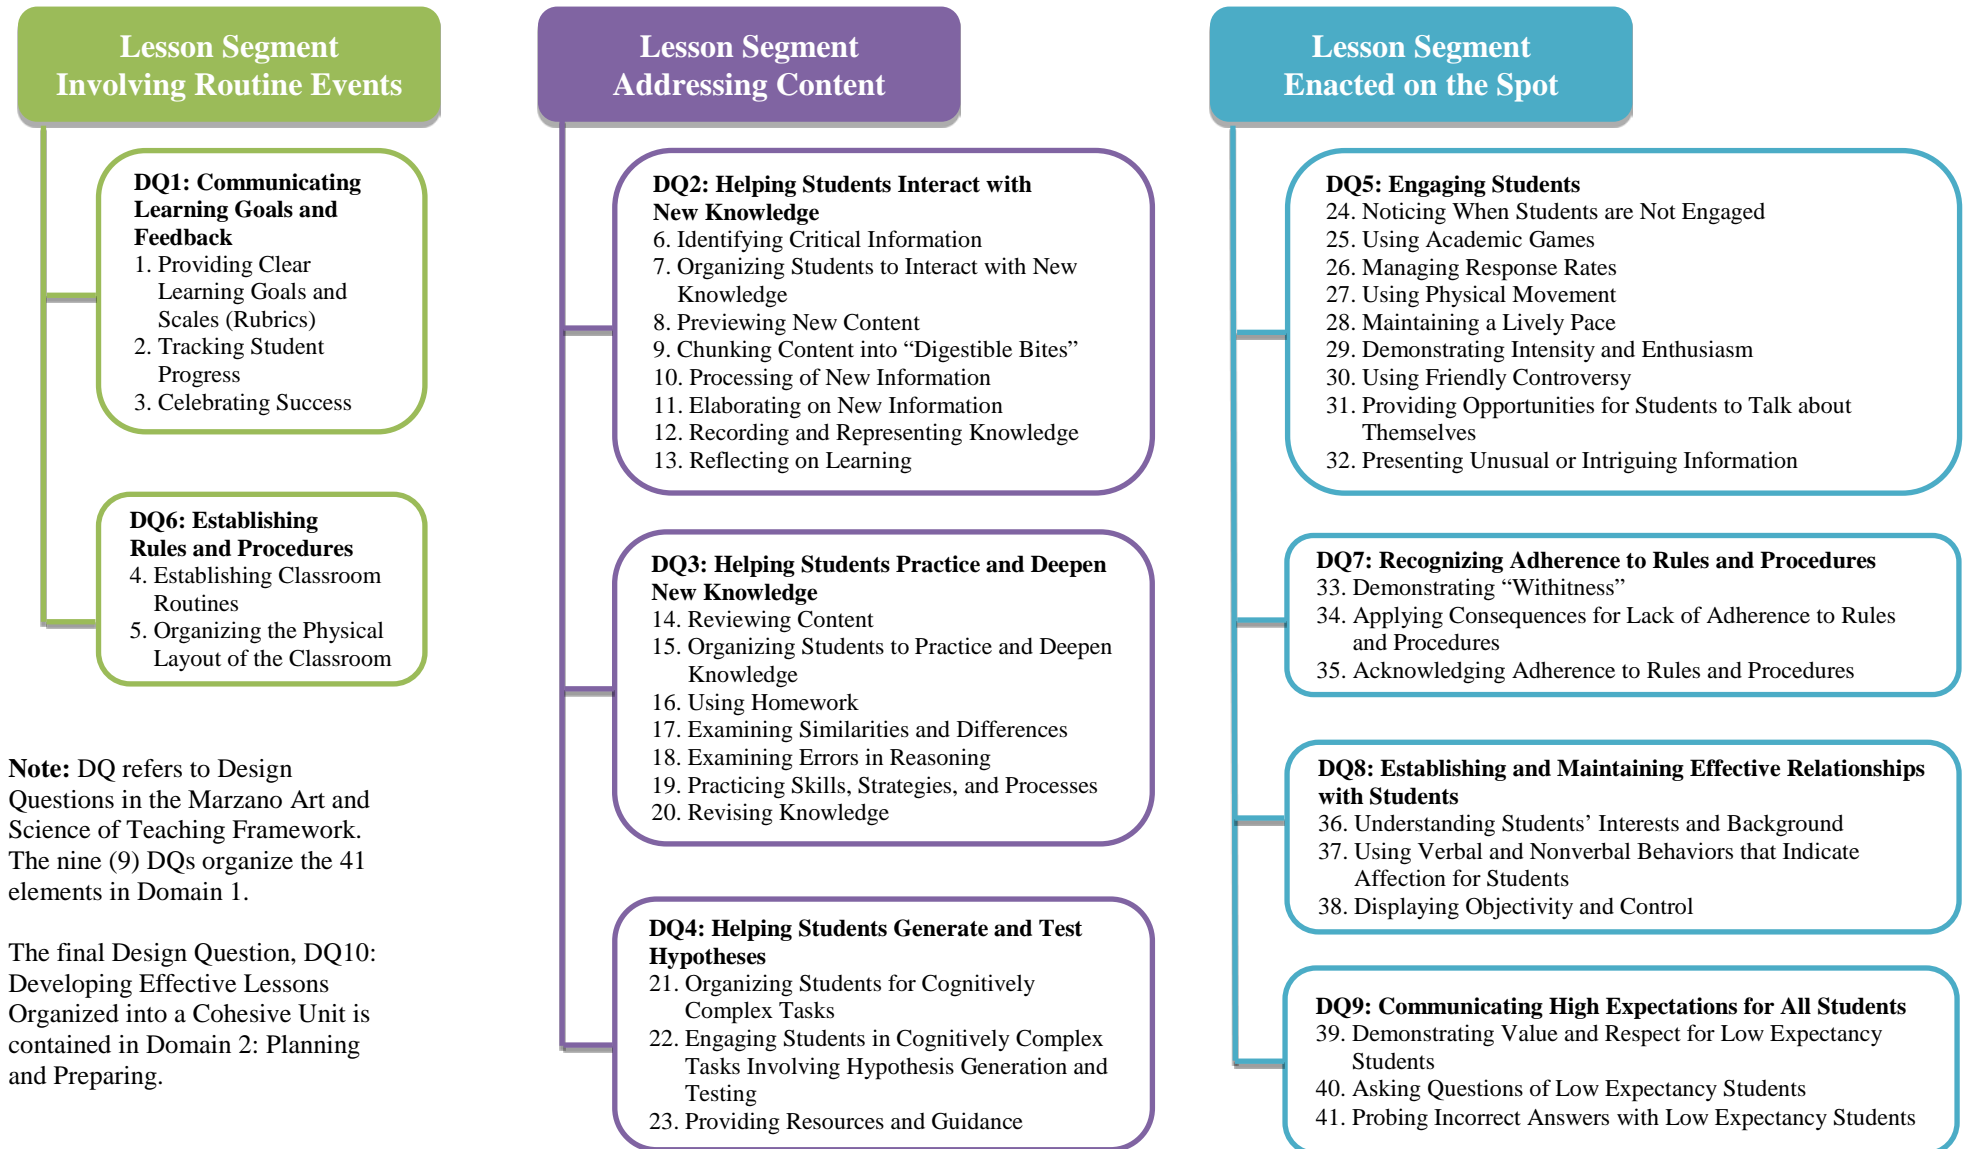 Lesson Segment
Involving Routine Events
DQ1: Communicating
Learning Goals and
Feedback
1. Providing Clear
Learning Goals and
Scales (Rubrics)
2. Tracking Student
Progress
3. Celebrating Success
DQ6: Establishing
Rules and Procedures
4. Establishing Classroom
Routines
5. Organizing the Physical
Layout of the Classroom
Note: DQ refers to Design
Questions in the Marzano Art and
Science of Teaching Framework.
The nine (9) DQs organize the 41
elements in Domain 1.
The final Design Question, DQ10:
Developing Effective Lessons
Organized into a Cohesive Unit is
contained in Domain 2: Planning
and Preparing.
Lesson Segment
Addressing Content
DQ2: Helping Students Interact with
New Knowledge
6. Identifying Critical Information
7. Organizing Students to Interact with New
Knowledge
8. Previewing New Content
9. Chunking Content into “Digestible Bites”
10. Processing of New Information
11. Elaborating on New Information
12. Recording and Representing Knowledge
13. Reflecting on Learning
DQ3: Helping Students Practice and Deepen
New Knowledge
14. Reviewing Content
15. Organizing Students to Practice and Deepen
Knowledge
16. Using Homework
17. Examining Similarities and Differences
18. Examining Errors in Reasoning
19. Practicing Skills, Strategies, and Processes
20. Revising Knowledge
DQ4: Helping Students Generate and Test
Hypotheses
21. Organizing Students for Cognitively
Complex Tasks
22. Engaging Students in Cognitively Complex
Tasks Involving Hypothesis Generation and
Testing
23. Providing Resources and Guidance
Lesson Segment
Enacted on the Spot
DQ5: Engaging Students
24. Noticing When Students are Not Engaged
25. Using Academic Games
26. Managing Response Rates
27. Using Physical Movement
28. Maintaining a Lively Pace
29. Demonstrating Intensity and Enthusiasm
30. Using Friendly Controversy
31. Providing Opportunities for Students to Talk about
Themselves
32. Presenting Unusual or Intriguing Information
DQ7: Recognizing Adherence to Rules and Procedures
33. Demonstrating “Withitness”
34. Applying Consequences for Lack of Adherence to Rules
and Procedures
35. Acknowledging Adherence to Rules and Procedures
DQ8: Establishing and Maintaining Effective Relationships
with Students
36. Understanding Students’ Interests and Background
37. Using Verbal and Nonverbal Behaviors that Indicate
Affection for Students
38. Displaying Objectivity and Control
DQ9: Communicating High Expectations for All Students
39. Demonstrating Value and Respect for Low Expectancy
Students
40. Asking Questions of Low Expectancy Students
41. Probing Incorrect Answers with Low Expectancy Students